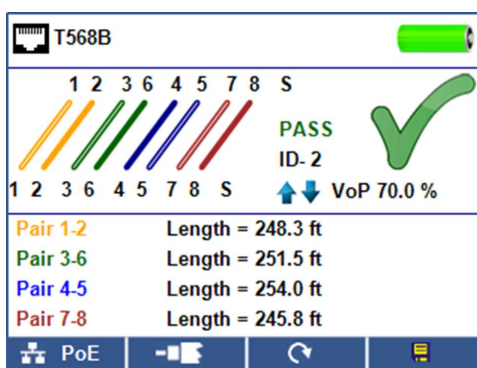 T568B
1 2 3 6 4 5 7 8 S
PASS
ID- 2
1 2 3 6 4 5 7 8 S
VoP 70.0 %
Pair 1-2 Length = 248.3 ft
Pair 3-6 Length = 251.5 ft
Pair 4-5 Length = 254.0 ft
Pair 7-8 Length = 245.8 ft
PoE